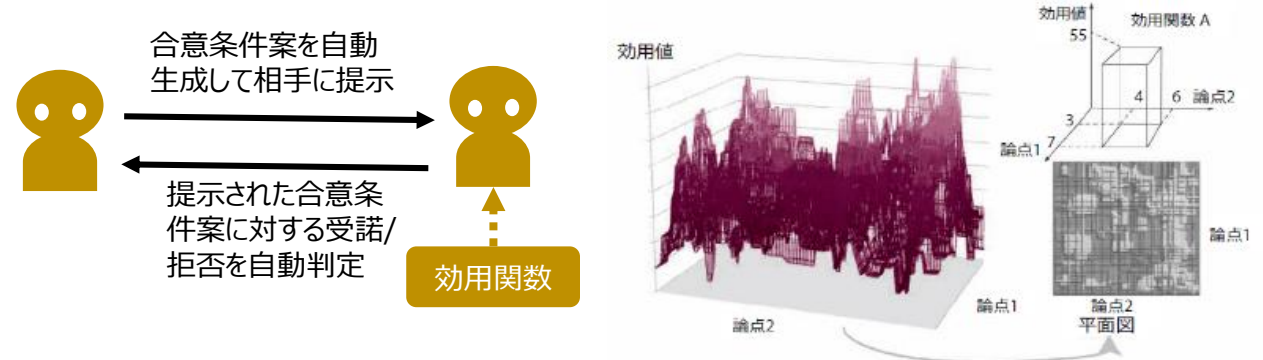 合意条件案を自動
生成して相手に提示
提示された合意条
件案に対する受諾/
拒否を自動判定
効用関数
効用値
論点2
論点1
効用値
効用関数 A
55
4
6
論点2
3
7
論点1
論点1
論点2
平面図